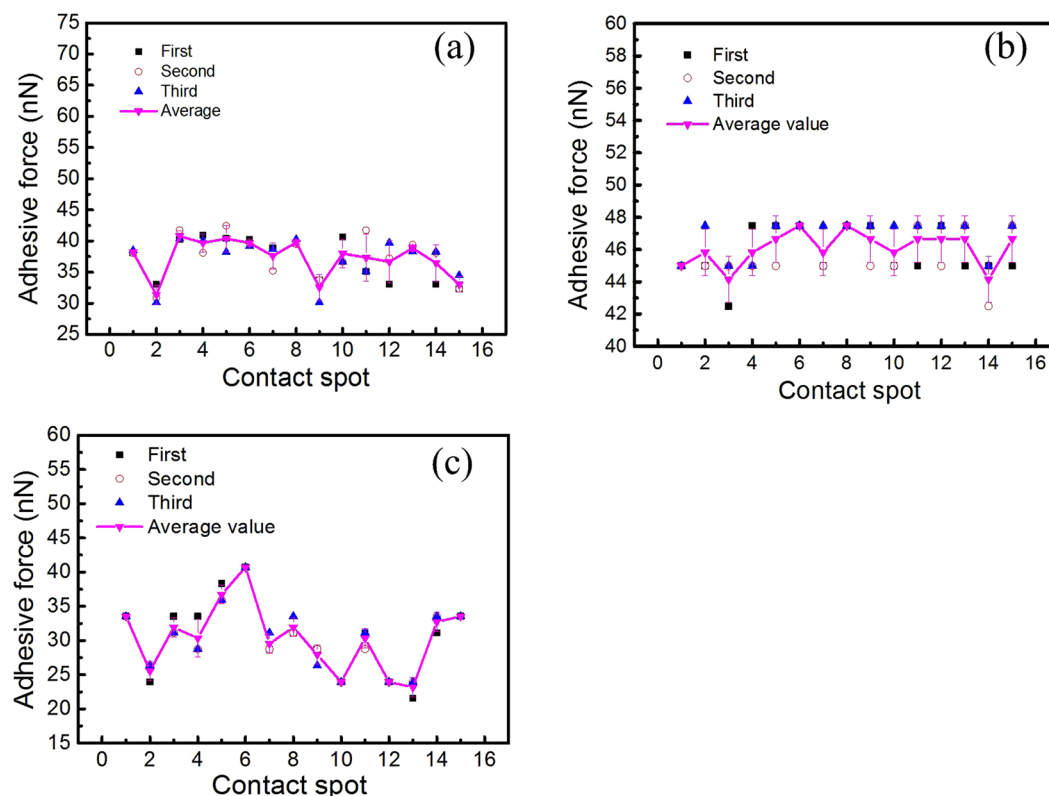 75
70
65
60
55
50
45
40
35
30
25
Adhesive force (nN)
First
Second
Third
Average
(a)
0 2 4 6 8 10 12 14 16
Contact spot
60
58
56
54
52
50
48
46
44
42
40
Adhesive force (nN)
First
Second
Third
Average value
(b)
0 2 4 6 8 10 12 14 16
Contact spot
60
55
50
45
40
35
30
25
20
15
Adhesive force (nN)
First
Second
Third
Average value
(c)
0 2 4 6 8 10 12 14 16
Contact spot